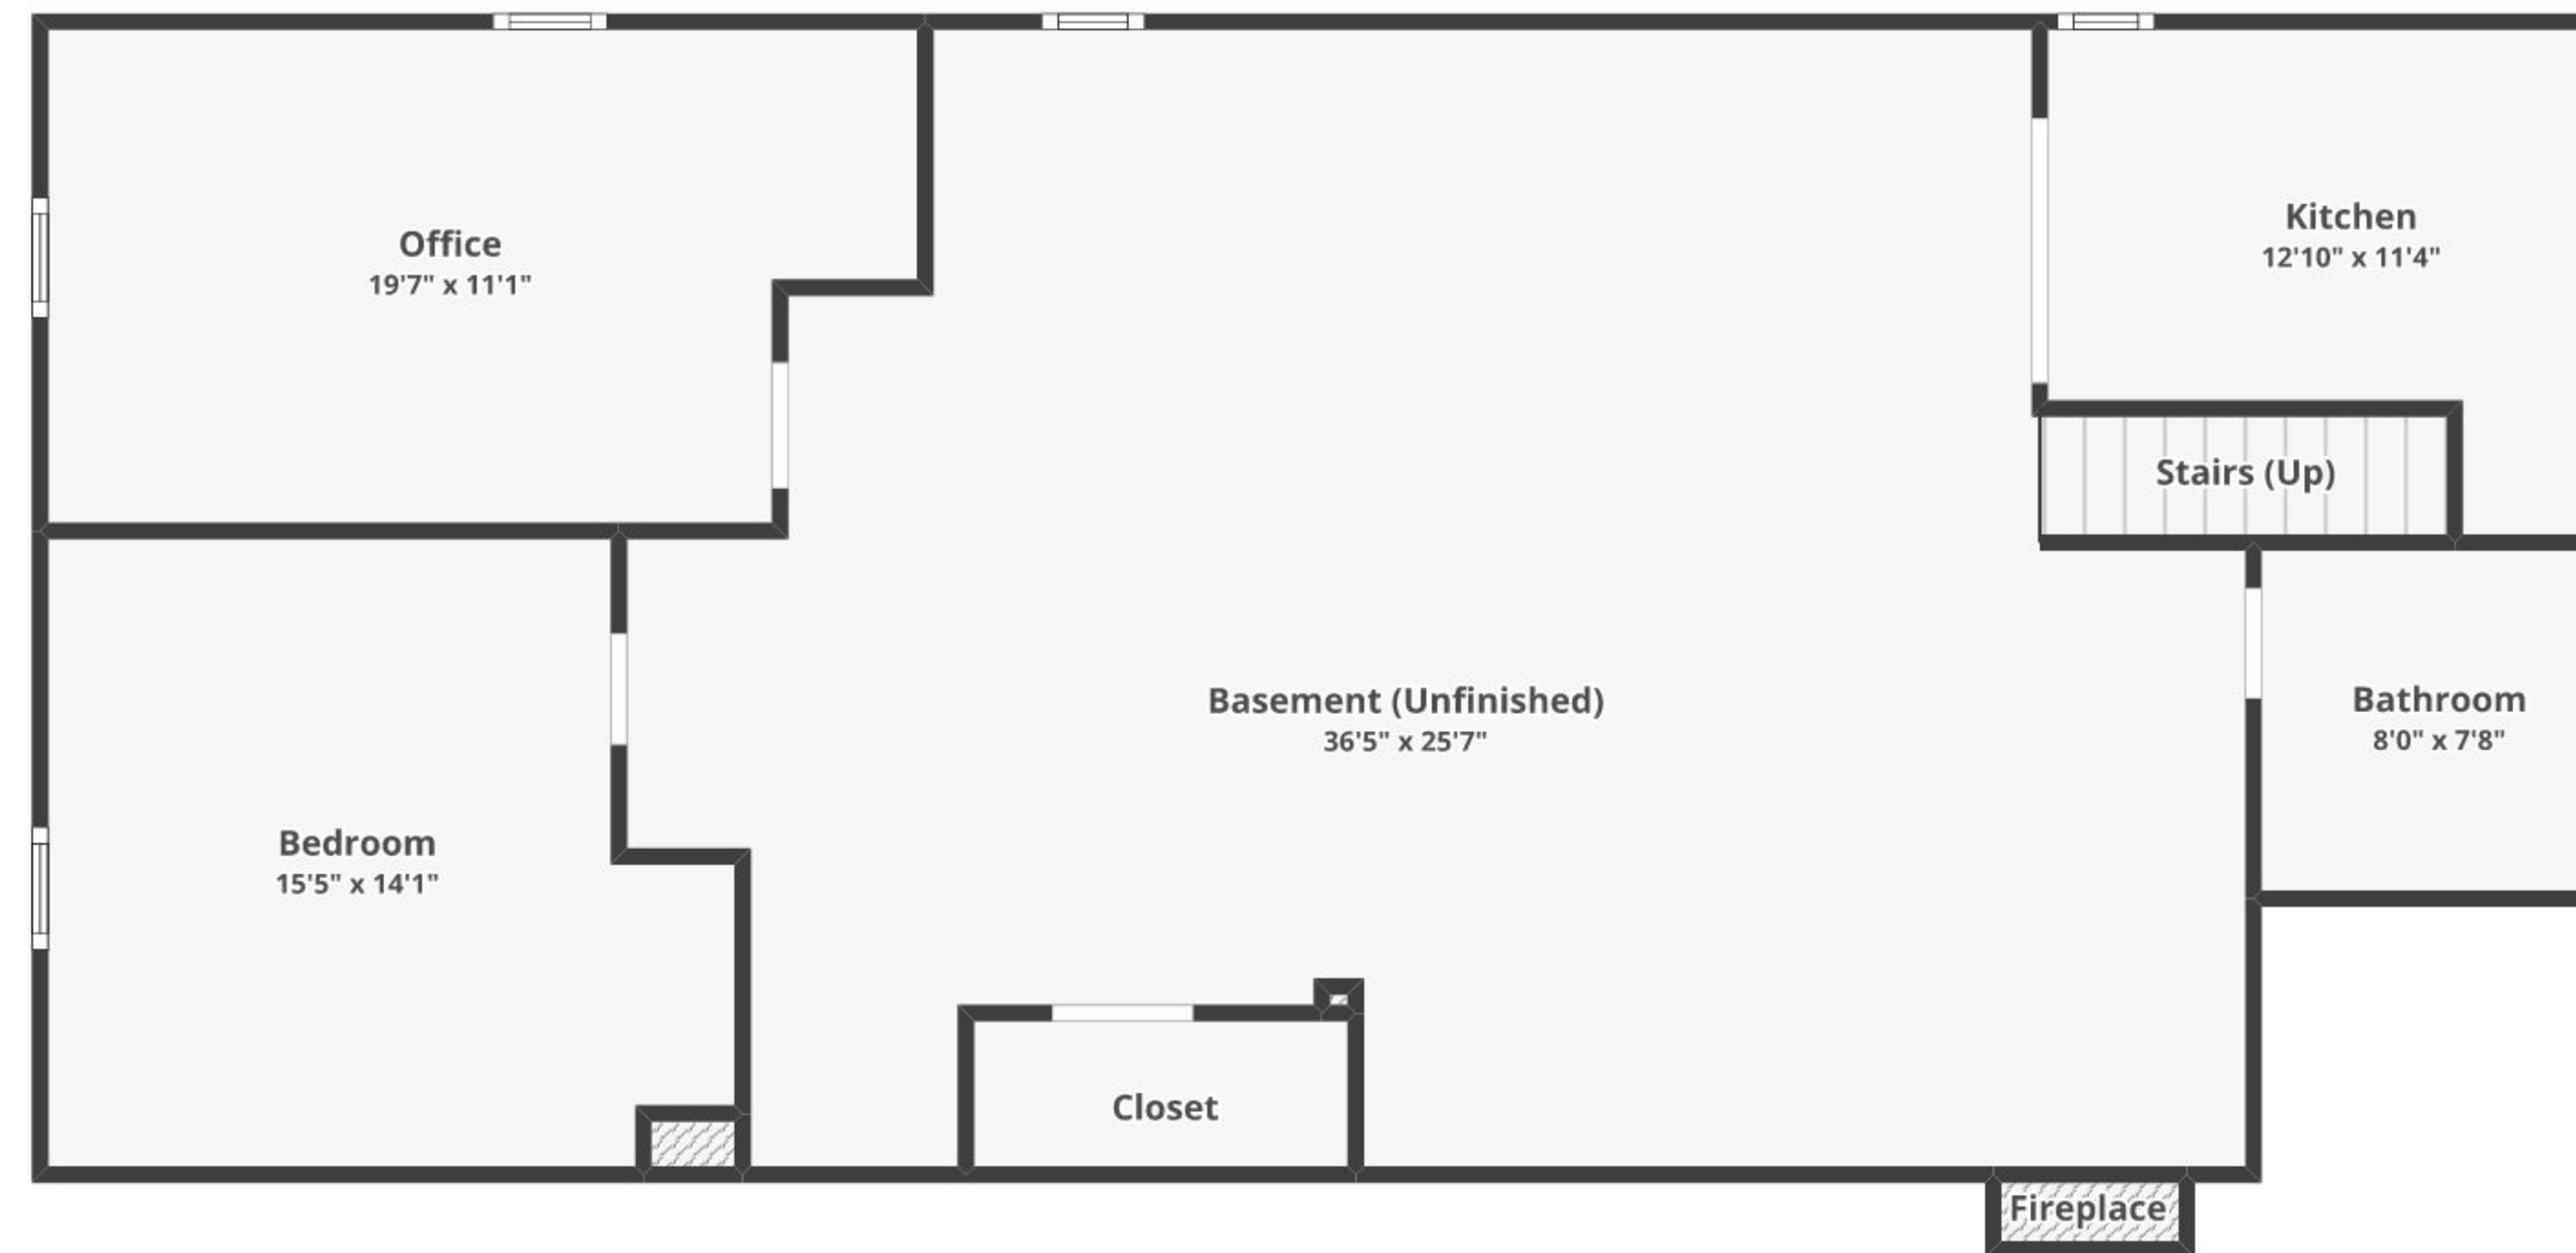 Office
19'7" x 11'1"
Kitchen
12'10" x 11'4"
Stairs (Up)
Basement (Unfinished)
36'5" x 25'7"
Bathroom
8'0" x 7'8"
Bedroom
15'5" x 14'1"
Closet
Fireplace